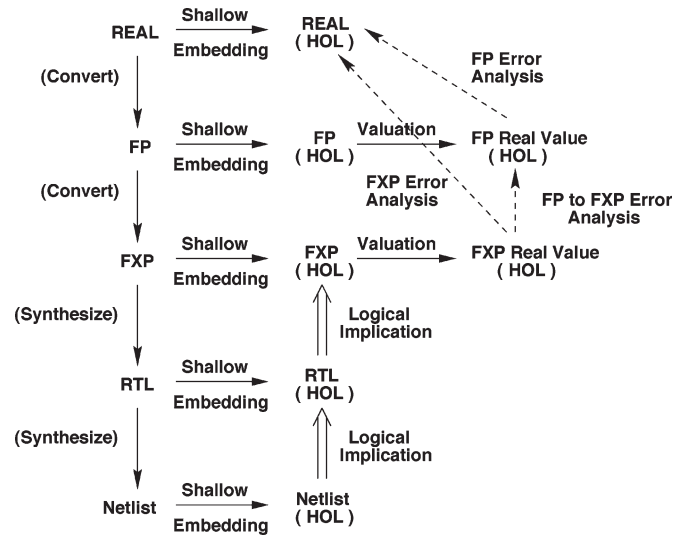 REAL
Shallow
Embedding
REAL
( HOL )
FP Error
Analysis
(Convert)
FP
Shallow
Embedding
FP
( HOL )
Valuation
FP Real Value
( HOL )
(Convert)
FXP Error
Analysis
FP to FXP Error
Analysis
FXP
Shallow
Embedding
FXP
( HOL )
Valuation
FXP Real Value
( HOL )
(Synthesize)
Logical
Implication
RTL
Shallow
Embedding
RTL
( HOL )
(Synthesize)
Logical
Implication
Netlist
Shallow
Embedding
Netlist
( HOL )